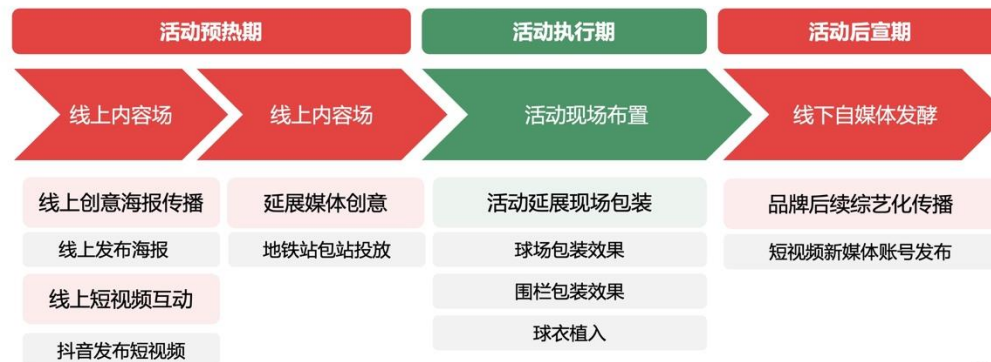 活动预热期
活动执行期
活动后宣期
线上内容场
线上内容场
活动现场布置
线下自媒体发酵
线上创意海报传播
延展媒体创意
活动延展现场包装
品牌后续综艺化传播
线上发布海报
地铁站包站投放
球场包装效果
短视频新媒体账号发布
线上短视频互动
围栏包装效果
抖音发布短视频
球衣植入